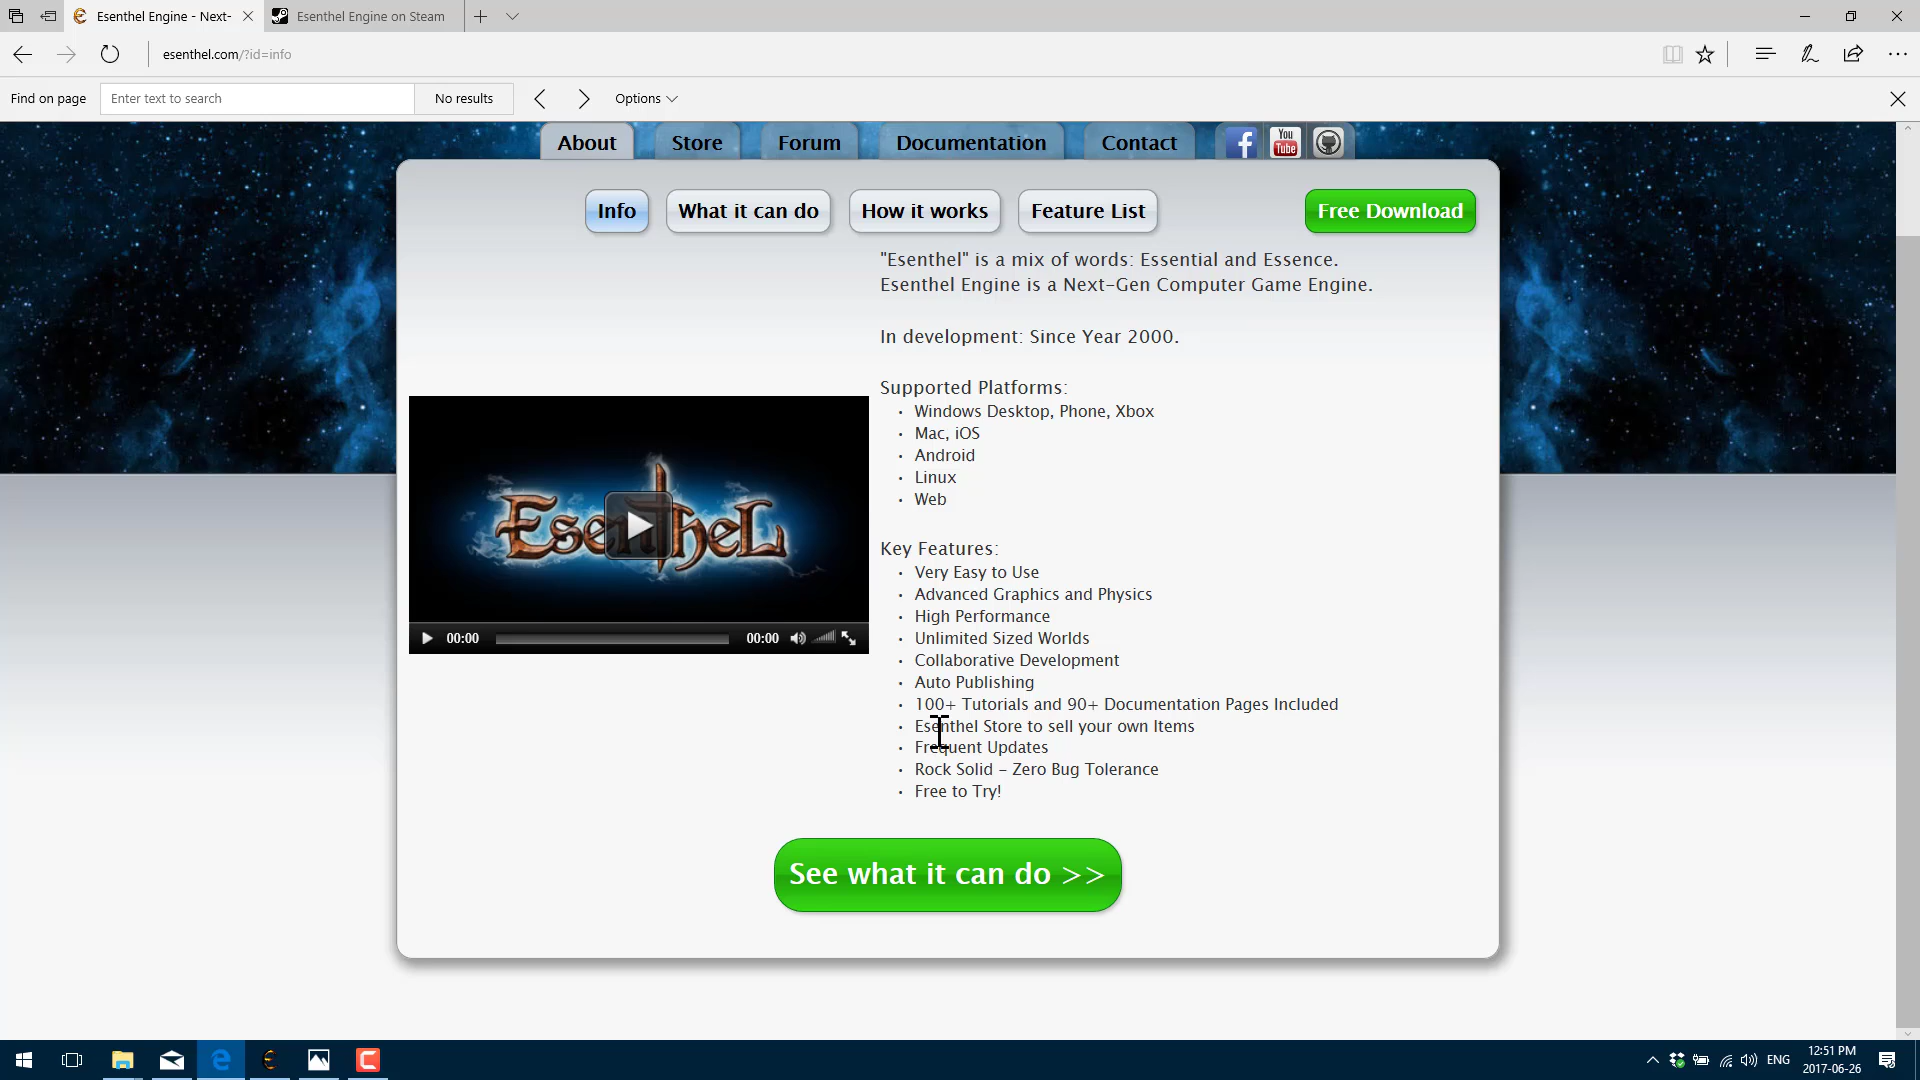 Esenthel Engine - Next-
Esenthel Engine on Steam
esenthel.com/?id=info
Find on page
Enter text to search
No results
Options
About
Store
Forum
Documentation
Contact
f
You
Tube
Info
What it can do
How it works
Feature List
Free Download
"Esenthel" is a mix of words: Essential and Essence.
Esenthel Engine is a Next-Gen Computer Game Engine.
In development: Since Year 2000.
Supported Platforms:
• Windows Desktop, Phone, Xbox
• Mac, iOS
• Android
• Linux
• Web
EsentheL
00:00
00:00
Key Features:
• Very Easy to Use
• Advanced Graphics and Physics
• High Performance
• Unlimited Sized Worlds
• Collaborative Development
• Auto Publishing
• 100+ Tutorials and 90+ Documentation Pages Included
• Esenthel Store to sell your own Items
• Frequent Updates
• Rock Solid - Zero Bug Tolerance
• Free to Try!
See what it can do >>
ENG
12:51 PM
2017-06-26